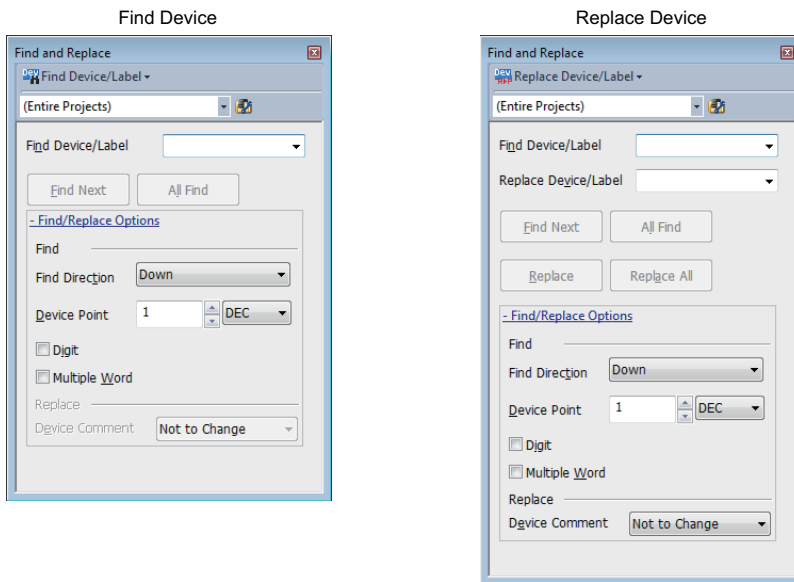 Find Device
Find and Replace
Find Device/Label
(Entire Projects)
Find Device/Label
Find Next All Find
- Find/Replace Options
Find
Find Direction Down
Device Point 1 DEC
Digit
Multiple Word
Replace
Device Comment Not to Change
Replace Device
Find and Replace
Replace Device/Label
(Entire Projects)
Find Device/Label
Replace Device/Label
Find Next All Find
Replace Replace All
- Find/Replace Options
Find
Find Direction Down
Device Point 1 DEC
Digit
Multiple Word
Replace
Device Comment Not to Change